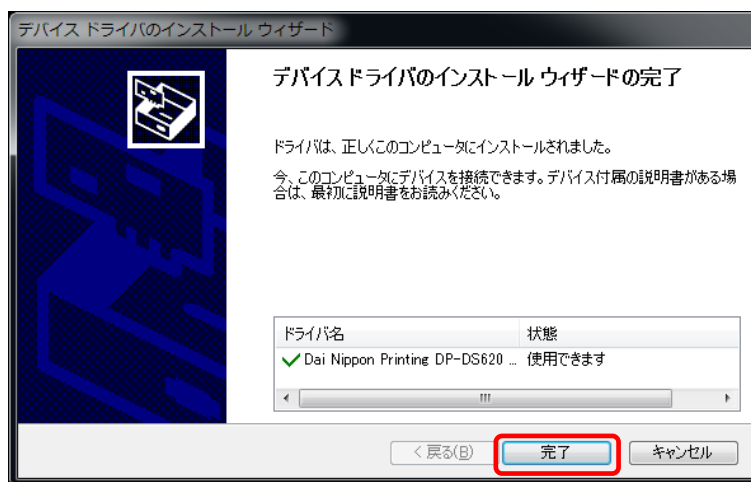 デバイス ドライバのインストール ウィザード
デバイス ドライバのインストール ウィザードの完了
ドライバは、正しくこのコンピュータにインストールされました。
今、このコンピュータにデバイスを接続できます。デバイス付属の説明書がある場
合は、最初に説明書をお読みください。
ドライバ名 状態
Dai Nippon Printing DP-DS620 ... 使用できます
< 戻る(B) 完了 キャンセル